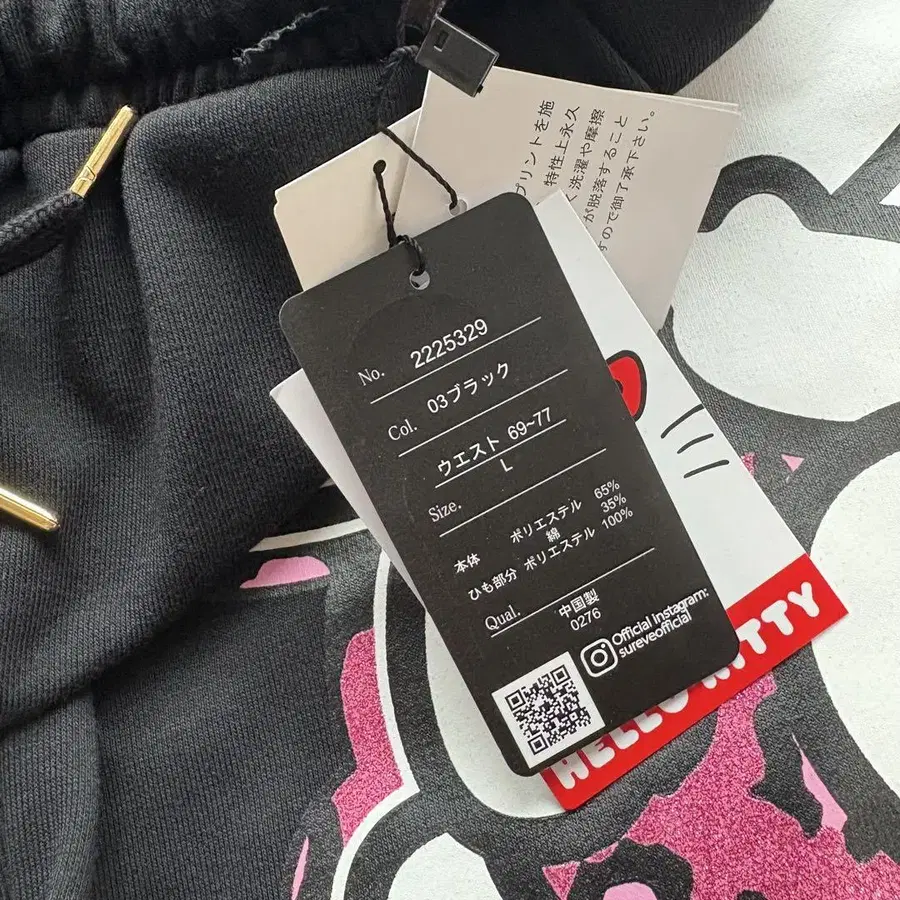 プリントを施
特性上永久
く洗濯や摩擦
が脱落すること
すので御了承下さい。
No. 2225329
Col. 03ブラック
ウエスト 69~77
Size. L
本体 ポリエステル 65%
綿 35%
ひも部分 ポリエステル 100%
Qual.
中国製
0276
Official Instagram:
sureveofficial
HELLO KITTY